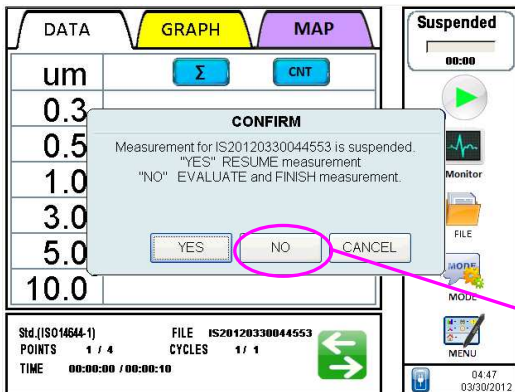 DATA GRAPH MAP
um Σ CNT
0.3
0.5
1.0
3.0
5.0
10.0
CONFIRM
Measurement for IS20120330044553 is suspended.
"YES" RESUME measurement
"NO" EVALUATE and FINISH measurement.
YES NO CANCEL
Std.(ISO14644-1) FILE IS20120330044553
POINTS 1 / 4 CYCLES 1/ 1
TIME 00:00:00 / 00:00:10
Suspended
00:00
Monitor
FILE
MODE
MODE
MENU
04:47
03/30/2012